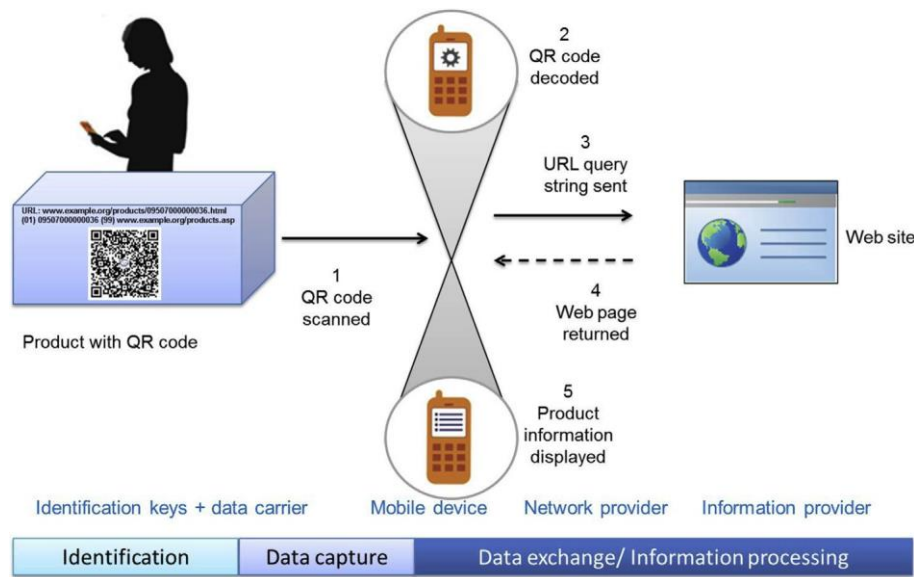 2
QR code
decoded
3
URL query
string sent
URL: www.example.org/products/09507000000036.html
(01) 09507000000036 (99) www.example.org/products.asp
Web site
1
QR code
scanned
4
Web page
returned
Product with QR code
5
Product
information
displayed
Identification keys + data carrier
Mobile device
Network provider
Information provider
Identification
Data capture
Data exchange/ Information processing